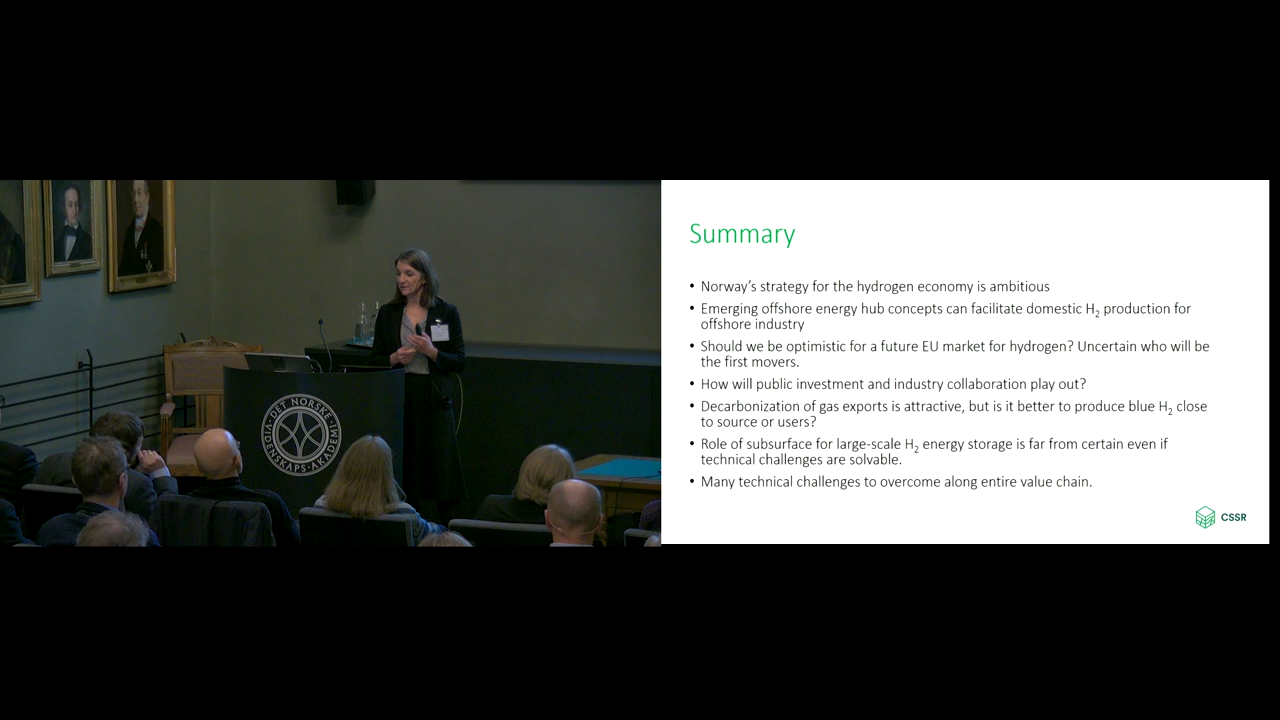 DET NORSKE
VIDENSKAPS-AKADEMI
Summary
• Norway's strategy for the hydrogen economy is ambitious
• Emerging offshore energy hub concepts can facilitate domestic H2 production for
offshore industry
• Should we be optimistic for a future EU market for hydrogen? Uncertain who will be
the first movers.
• How will public investment and industry collaboration play out?
• Decarbonization of gas exports is attractive, but is it better to produce blue H2 close
to source or users?
• Role of subsurface for large-scale H2 energy storage is far from certain even if
technical challenges are solvable.
• Many technical challenges to overcome along entire value chain.
CSSR